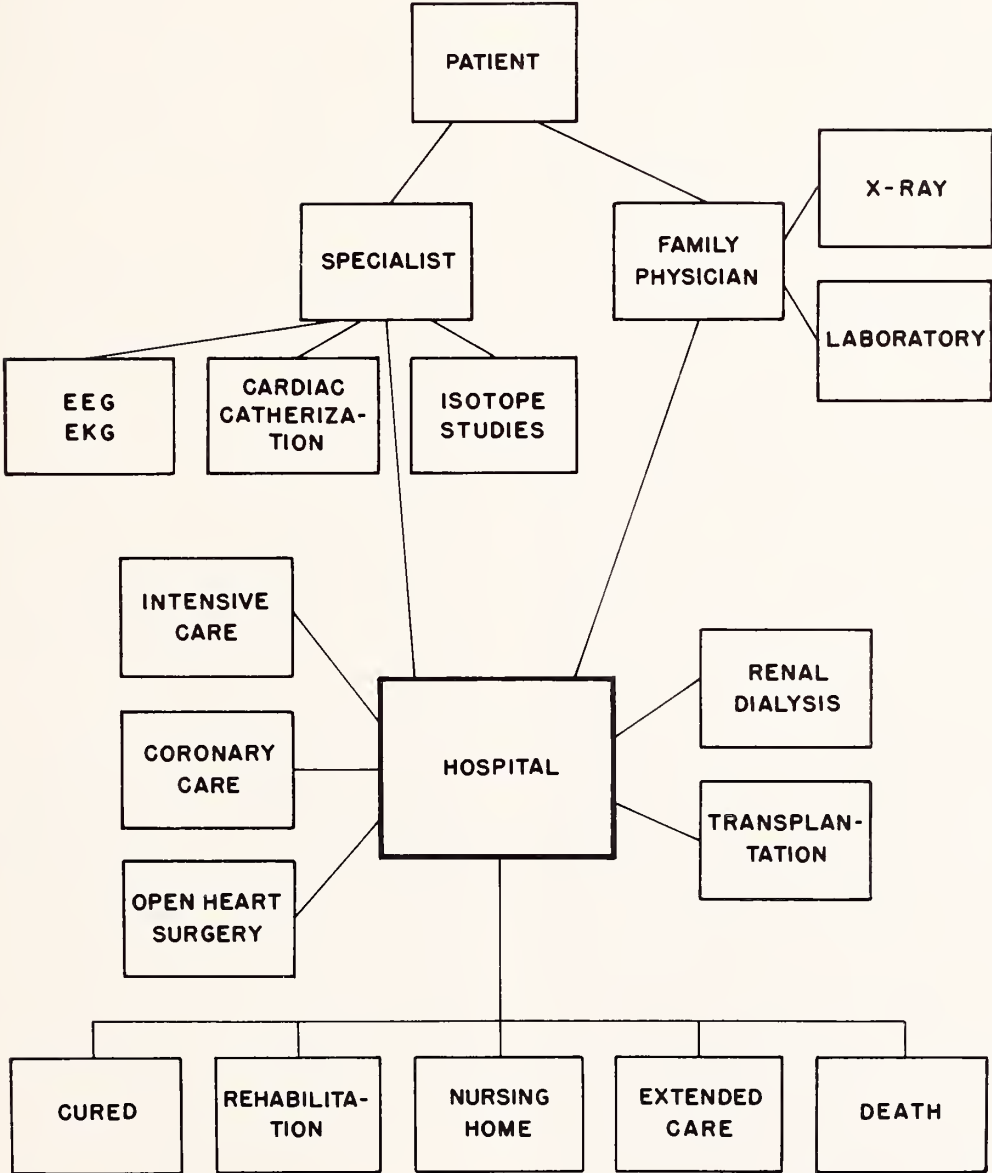 PATIENT
X-RAY
SPECIALIST
FAMILY
PHYSICIAN
LABORATORY
EEG
EKG
CARDIAC
CATHERIZA-
TION
ISOTOPE
STUDIES
INTENSIVE
CARE
RENAL
DIALYSIS
CORONARY
CARE
HOSPITAL
TRANSPLAN-
TATION
OPEN HEART
SURGERY
CURED
REHABILITA-
TION
NURSING
HOME
EXTENDED
CARE
DEATH